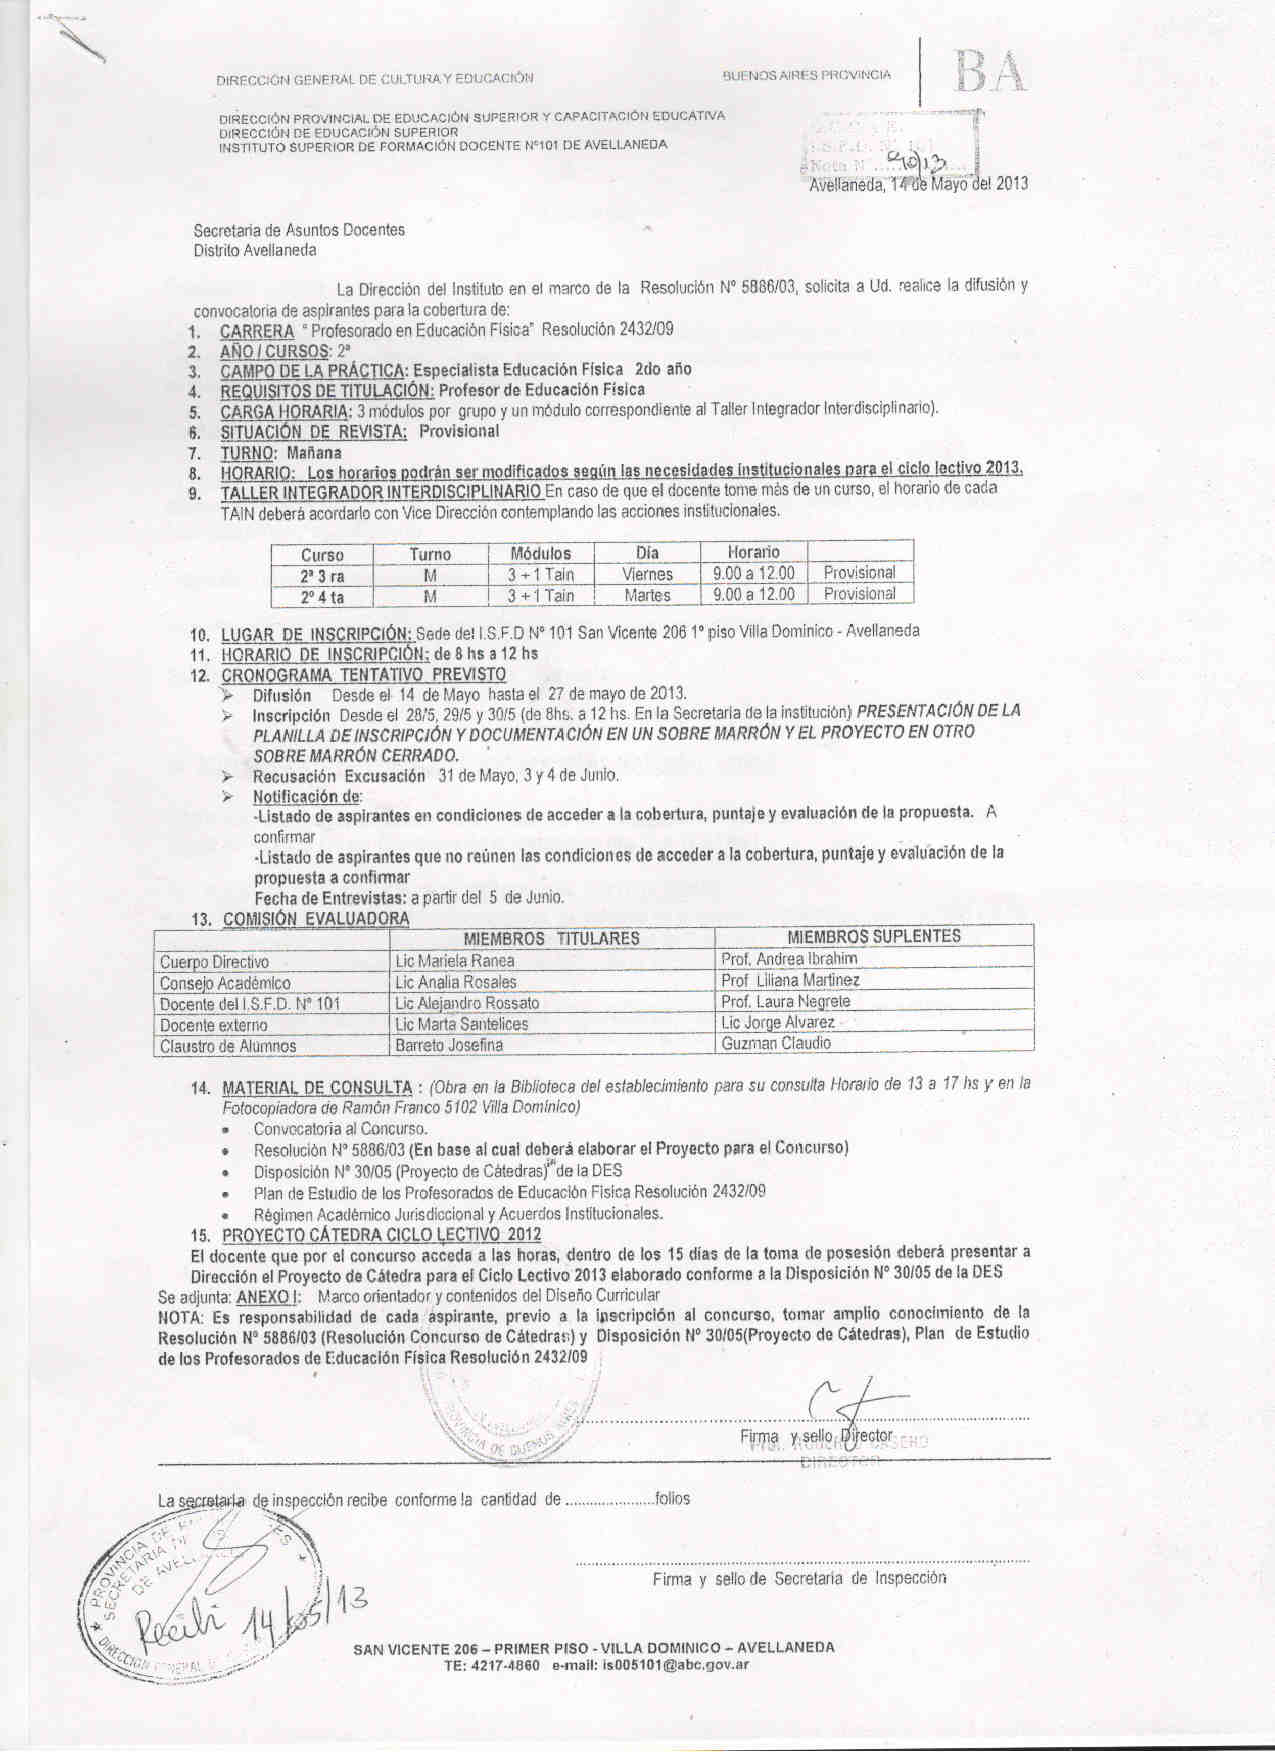 DIRECCIÓN GENERAL DE CULTURA Y EDUCACIÓN
BUENOS AIRES PROVINCIA
BA
DIRECCIÓN PROVINCIAL DE EDUCACIÓN SUPERIOR Y CAPACITACIÓN EDUCATIVA
DIRECCIÓN DE EDUCACIÓN SUPERIOR
INSTITUTO SUPERIOR DE FORMACIÓN DOCENTE Nº101 DE AVELLANEDA
I.S.F.D. Nº 101
Nota Nº 90/13
Avellaneda, 14 de Mayo del 2013
Secretaria de Asuntos Docentes
Distrito Avellaneda
La Dirección del Instituto en el marco de la Resolución Nº 5886/03, solicita a Ud. realice la difusión y
convocatoria de aspirantes para la cobertura de:
1. CARRERA " Profesorado en Educación Física" Resolución 2432/09
2. AÑO / CURSOS: 2º
3. CAMPO DE LA PRÁCTICA: Especialista Educación Física 2do año
4. REQUISITOS DE TITULACIÓN: Profesor de Educación Física
5. CARGA HORARIA: 3 módulos por grupo y un módulo correspondiente al Taller Integrador Interdisciplinario).
6. SITUACIÓN DE REVISTA: Provisional
7. TURNO: Mañana
8. HORARIO: Los horarios podrán ser modificados según las necesidades institucionales para el ciclo lectivo 2013.
9. TALLER INTEGRADOR INTERDISCIPLINARIO En caso de que el docente tome más de un curso, el horario de cada
TAIN deberá acordarlo con Vice Dirección contemplando las acciones institucionales.
Curso Turno Módulos Día Horario
2º 3 ra M 3 + 1 Tain Viernes 9.00 a 12.00 Provisional
2º 4 ta M 3 + 1 Tain Martes 9.00 a 12.00 Provisional
10. LUGAR DE INSCRIPCIÓN: Sede del I.S.F.D Nº 101 San Vicente 206 1º piso Villa Dominico - Avellaneda
11. HORARIO DE INSCRIPCIÓN: de 8 hs a 12 hs
12. CRONOGRAMA TENTATIVO PREVISTO
➢ Difusión Desde el 14 de Mayo hasta el 27 de mayo de 2013.
➢ Inscripción Desde el 28/5, 29/5 y 30/5 (de 8hs. a 12 hs. En la Secretaria de la institución) PRESENTACIÓN DE LA
PLANILLA DE INSCRIPCIÓN Y DOCUMENTACIÓN EN UN SOBRE MARRÓN Y EL PROYECTO EN OTRO
SOBRE MARRÓN CERRADO.
➢ Recusación Excusación 31 de Mayo, 3 y 4 de Junio.
➢ Notificación de:
-Listado de aspirantes en condiciones de acceder a la cobertura, puntaje y evaluación de la propuesta. A
confirmar
-Listado de aspirantes que no reúnen las condiciones de acceder a la cobertura, puntaje y evaluación de la
propuesta a confirmar
Fecha de Entrevistas: a partir del 5 de Junio.
13. COMISIÓN EVALUADORA
MIEMBROS TITULARES MIEMBROS SUPLENTES
Cuerpo Directivo Lic Mariela Ranea Prof. Andrea Ibrahim
Consejo Académico Lic Analia Rosales Prof Liliana Martinez
Docente del I.S.F.D. Nº 101 Lic Alejandro Rossato Prof. Laura Negrete
Docente externo Lic Marta Santelices Lic Jorge Alvarez
Claustro de Alumnos Barreto Josefina Guzman Claudio
14. MATERIAL DE CONSULTA : (Obra en la Biblioteca del establecimiento para su consulta Horario de 13 a 17 hs y en la
Fotocopiadora de Ramón Franco 5102 Villa Domínico)
• Convocatoria al Concurso.
• Resolución Nº 5886/03 (En base al cual deberá elaborar el Proyecto para el Concurso)
• Disposición Nº 30/05 (Proyecto de Cátedras) de la DES
• Plan de Estudio de los Profesorados de Educación Física Resolución 2432/09
• Régimen Académico Jurisdiccional y Acuerdos Institucionales.
15. PROYECTO CÁTEDRA CICLO LECTIVO 2012
El docente que por el concurso acceda a las horas, dentro de los 15 días de la toma de posesión deberá presentar a
Dirección el Proyecto de Cátedra para el Ciclo Lectivo 2013 elaborado conforme a la Disposición Nº 30/05 de la DES
Se adjunta: ANEXO I: Marco orientador y contenidos del Diseño Curricular
NOTA: Es responsabilidad de cada aspirante, previo a la inscripción al concurso, tomar amplio conocimiento de la
Resolución Nº 5886/03 (Resolución Concurso de Cátedras) y Disposición Nº 30/05(Proyecto de Cátedras), Plan de Estudio
de los Profesorados de Educación Física Resolución 2432/09
PROVINCIA DE BUENOS AIRES
Firma y sello Director
DIRECTOR
La secretaría de inspección recibe conforme la cantidad de ......................folios
Firma y sello de Secretaria de Inspección
PROVINCIA DE
SECRETARIA DE
DE
DIRECCION GENERAL
Recibi 14/05/13
SAN VICENTE 206 – PRIMER PISO - VILLA DOMINICO – AVELLANEDA
TE: 4217-4860 e-mail: is005101@abc.gov.ar